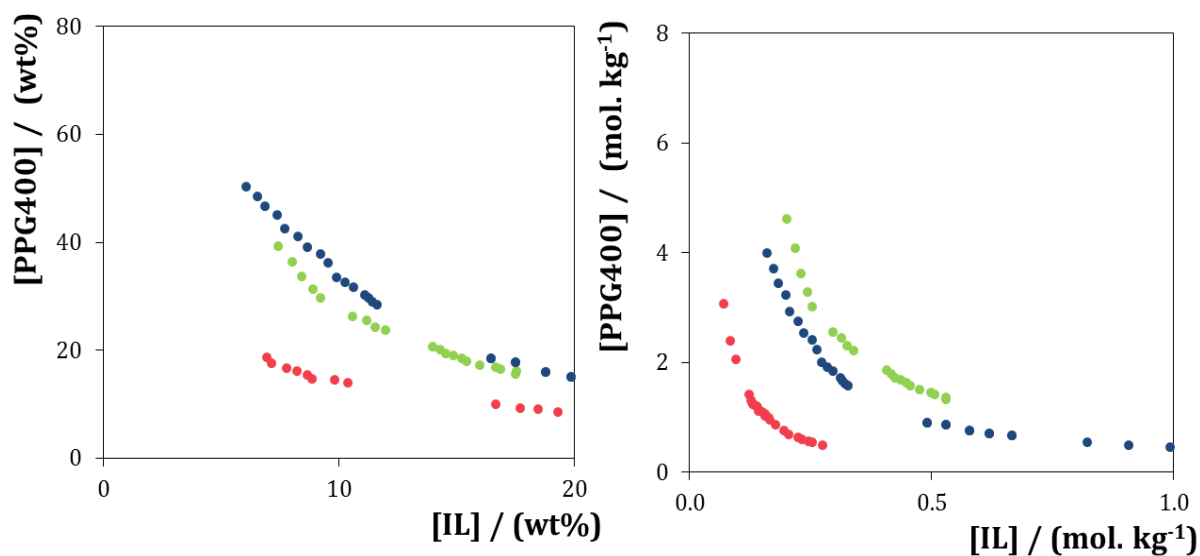 [PPG400] / (wt%)
80
60
40
20
0
0 10 20
[IL] / (wt%)
[PPG400] / (mol. kg⁻¹)
8
6
4
2
0
0.0 0.5 1.0
[IL] / (mol. kg⁻¹)